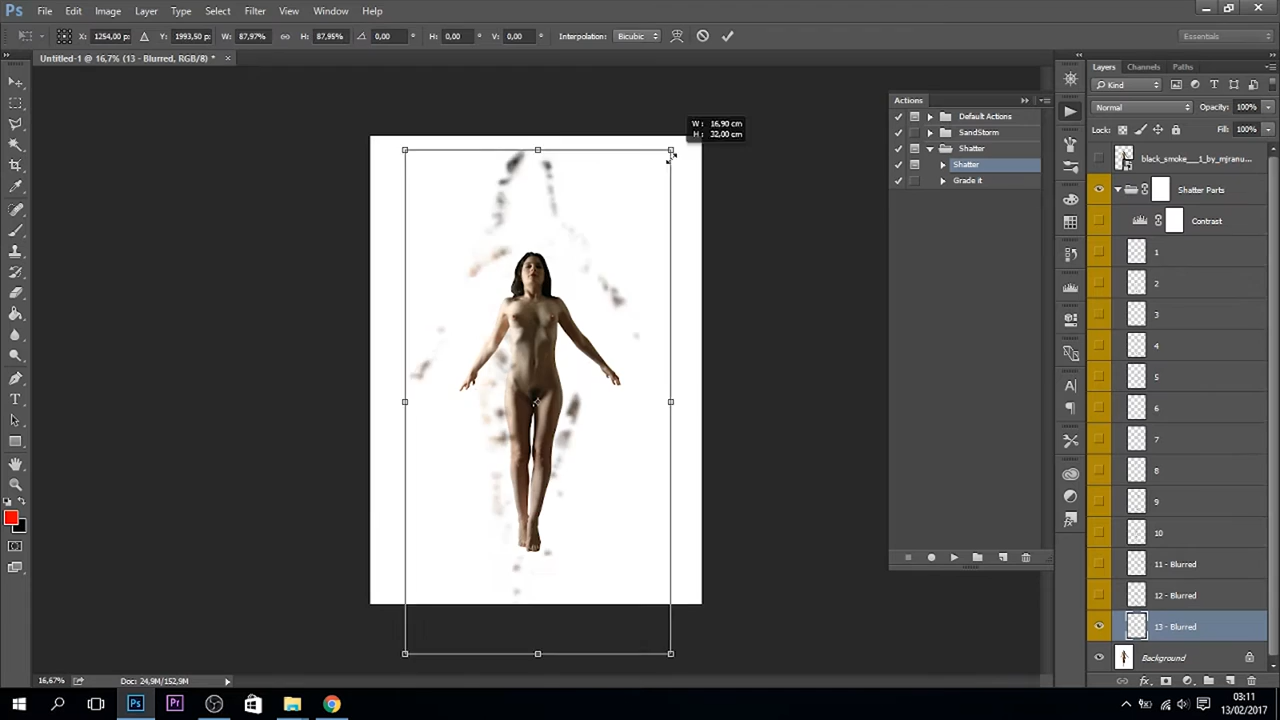 Ps File Edit Image Layer Type Select Filter View Window Help
X: 1254,00 p: Y: 1993,50 p: W: 87,97% H: 87,95% 0,00 ° H: 0,00 ° V: 0,00 ° Interpolation: Bicubic Essentials
Untitled-1 @ 16,7% (13 - Blurred, RGB/8) * ×
Layers Channels Paths
Kind
Normal Opacity: 100%
Lock: Fill: 100%
Actions
Default Actions
SandStorm
Shatter
Shatter
Grade it
W: 16,90 cm
H: 32,00 cm
black_smoke___1_by_mjranu...
Shatter Parts
Contrast
1
2
3
4
5
6
7
8
9
10
11 - Blurred
12 - Blurred
13 - Blurred
Background
16,67% Doc: 24,9M/152,9M
Ps Pr
03:11
13/02/2017